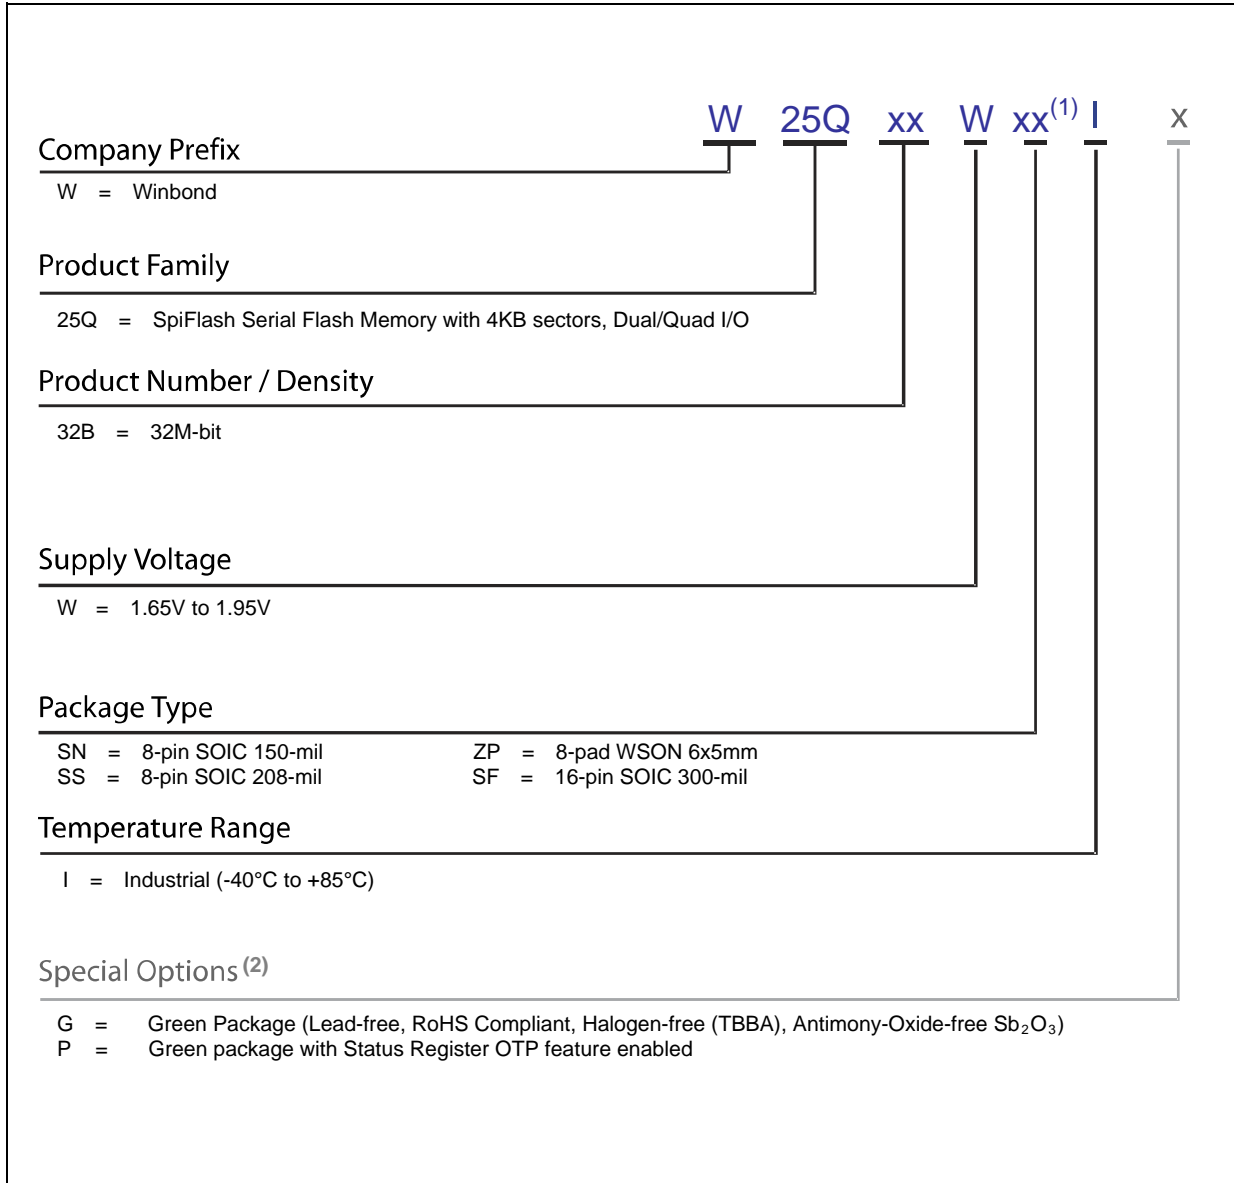 W 25Q xx W xx(1) I x
Company Prefix
W = Winbond
Product Family
25Q = SpiFlash Serial Flash Memory with 4KB sectors, Dual/Quad I/O
Product Number / Density
32B = 32M-bit
Supply Voltage
W = 1.65V to 1.95V
Package Type
SN = 8-pin SOIC 150-mil ZP = 8-pad WSON 6x5mm
SS = 8-pin SOIC 208-mil SF = 16-pin SOIC 300-mil
Temperature Range
I = Industrial (-40°C to +85°C)
Special Options (2)
G = Green Package (Lead-free, RoHS Compliant, Halogen-free (TBBA), Antimony-Oxide-free Sb₂O₃)
P = Green package with Status Register OTP feature enabled